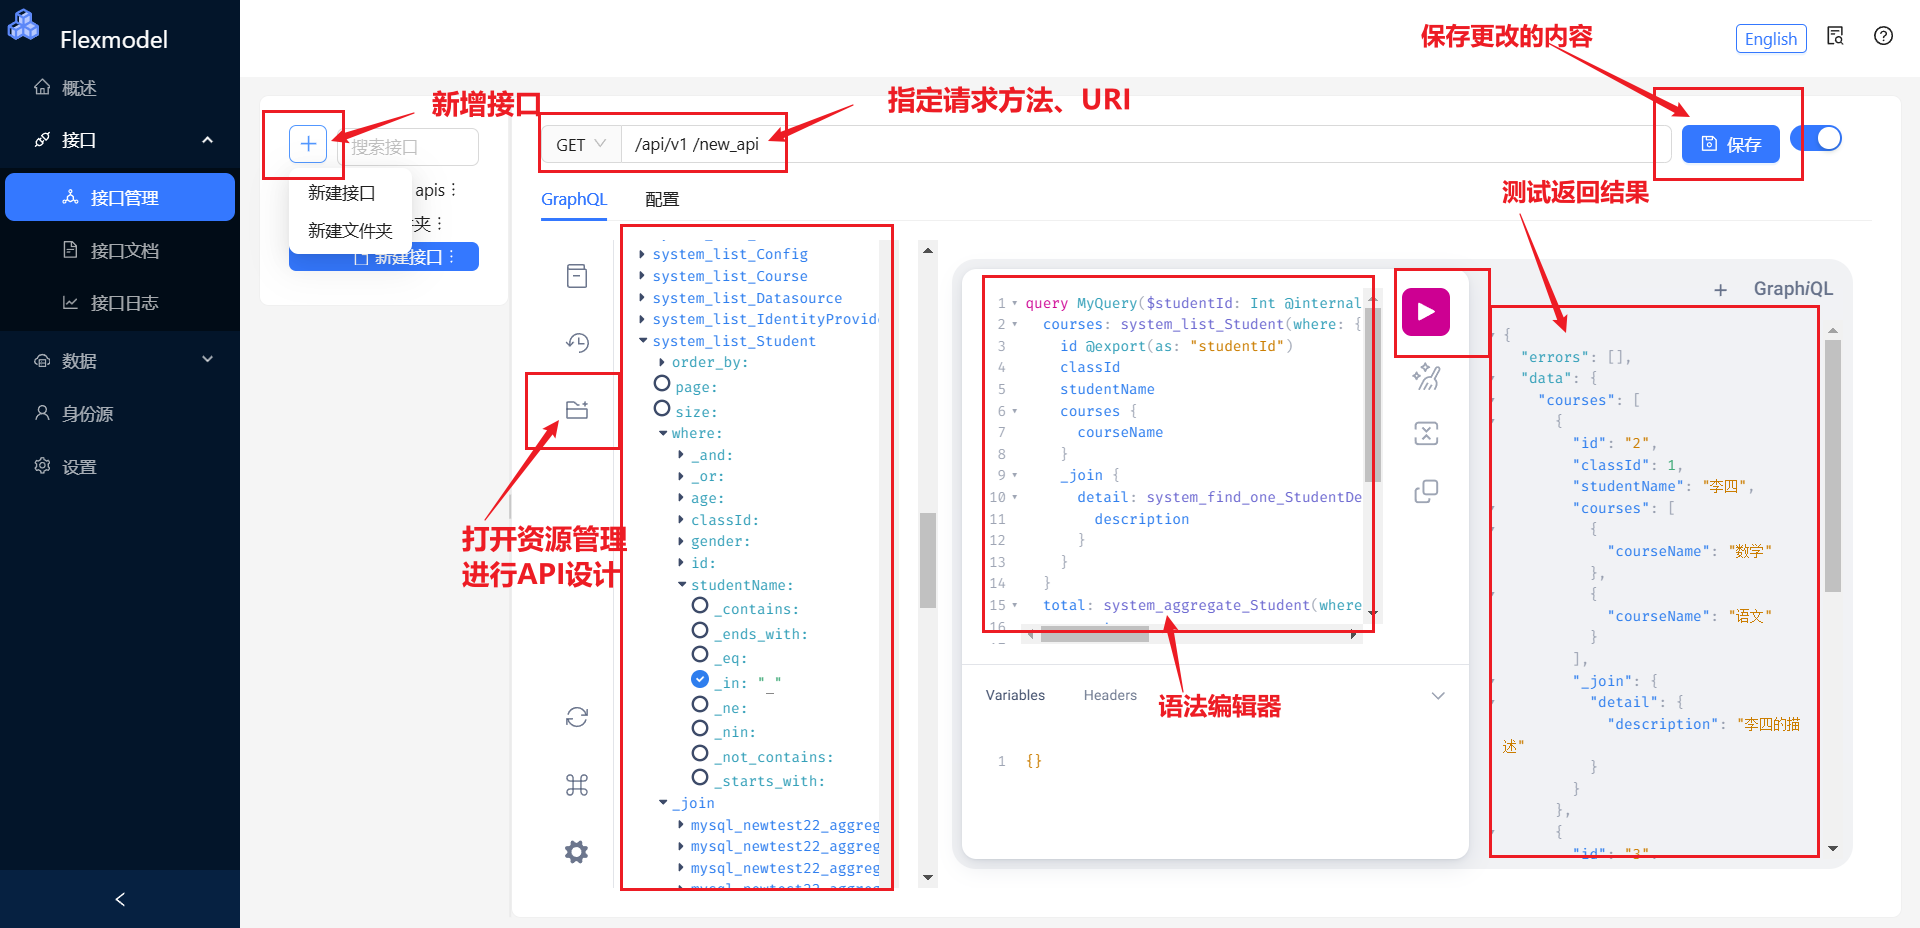 Flexmodel
概述
接口
接口管理
接口文档
接口日志
数据
身份源
设置
保存更改的内容
English
新增接口
指定请求方法、URI
搜索接口
GET
/api/v1 /new_api
保存
新建接口
apis
新建文件夹
夹
新建接口
测试返回结果
GraphQL
配置
打开资源管理
进行API设计
system_list_Config
system_list_Course
system_list_Datasource
system_list_IdentityProvide
system_list_Student
order_by:
page:
size:
where:
_and:
_or:
age:
classId:
gender:
id:
studentName:
_contains:
_ends_with:
_eq:
_in: "_"
_ne:
_nin:
_not_contains:
_starts_with:
_join
mysql_newtest22_aggreg
mysql_newtest22_aggreg
mysql_newtest22_aggreg
mysql_newtest22_aggreg
1 query MyQuery($studentId: Int @internal
2 courses: system_list_Student(where: {
3 id @export(as: "studentId")
4 classId
5 studentName
6 courses {
7 courseName
8 }
9 _join {
10 detail: system_find_one_StudentDe
11 description
12 }
13 }
14 }
15 total: system_aggregate_Student(where
16
语法编辑器
Variables
Headers
1 {}
+
GraphiQL
{
"errors": [],
"data": {
"courses": [
{
"id": "2",
"classId": 1,
"studentName": "李四",
"courses": [
{
"courseName": "数学"
},
{
"courseName": "语文"
}
],
"_join": {
"detail": {
"description": "李四的描
述"
}
}
},
{
"id": "3",